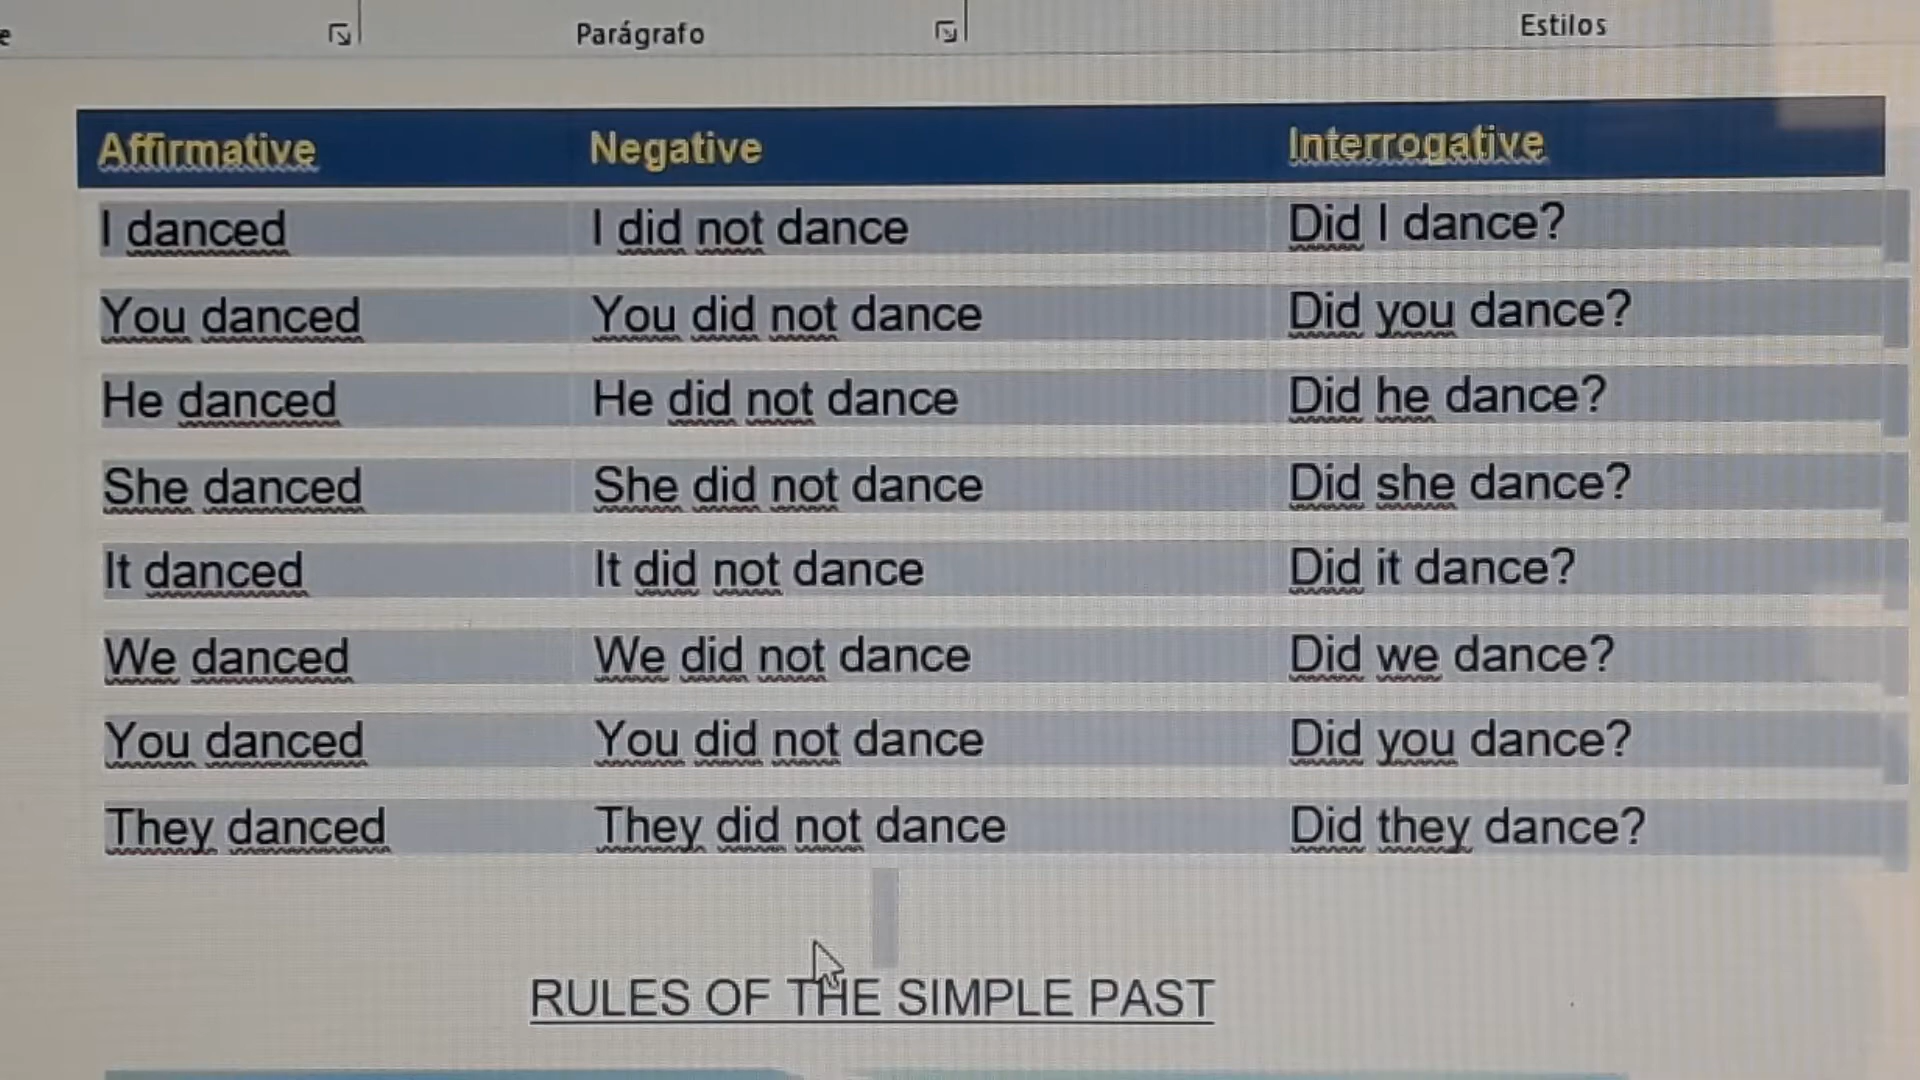 Parágrafo Estilos
Affirmative Negative Interrogative
I danced I did not dance Did I dance?
You danced You did not dance Did you dance?
He danced He did not dance Did he dance?
She danced She did not dance Did she dance?
It danced It did not dance Did it dance?
We danced We did not dance Did we dance?
You danced You did not dance Did you dance?
They danced They did not dance Did they dance?
RULES OF THE SIMPLE PAST